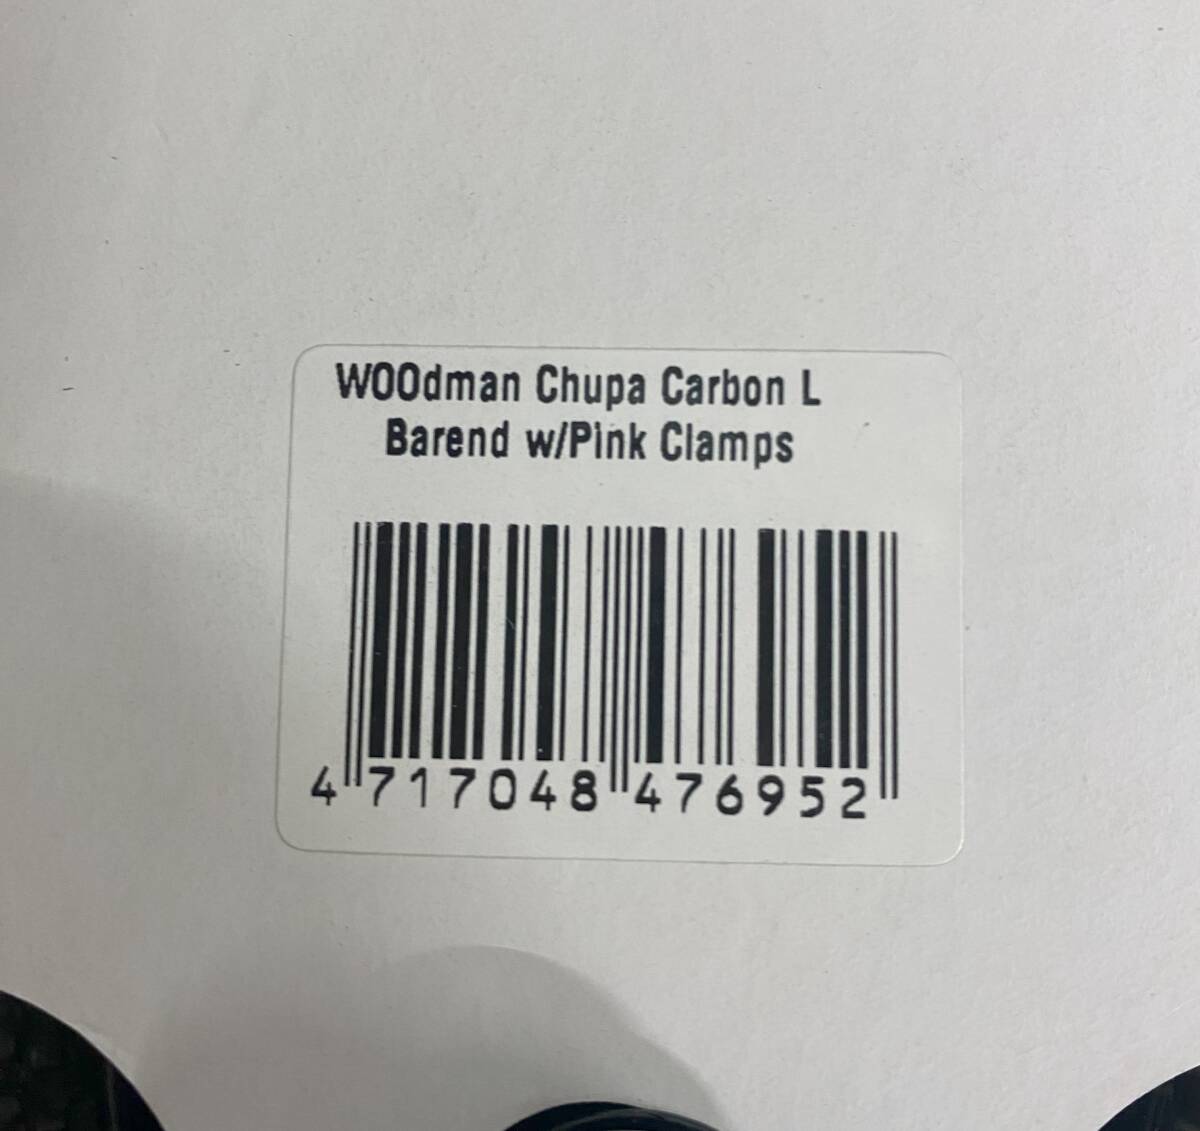 WOOdman Chupa Carbon L
Barend w/Pink Clamps
4 717048 476952